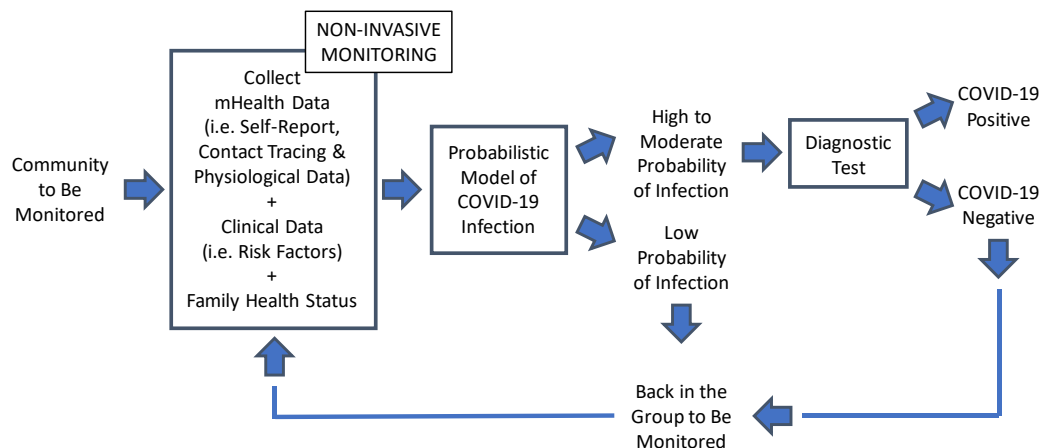 NON-INVASIVE
MONITORING
Community
to Be
Monitored
Collect
mHealth Data
(i.e. Self-Report,
Contact Tracing &
Physiological Data)
+
Clinical Data
(i.e. Risk Factors)
+
Family Health Status
Probabilistic
Model of
COVID-19
Infection
High to
Moderate
Probability
of Infection
Low
Probability
of Infection
Diagnostic
Test
COVID-19
Positive
COVID-19
Negative
Back in the
Group to Be
Monitored